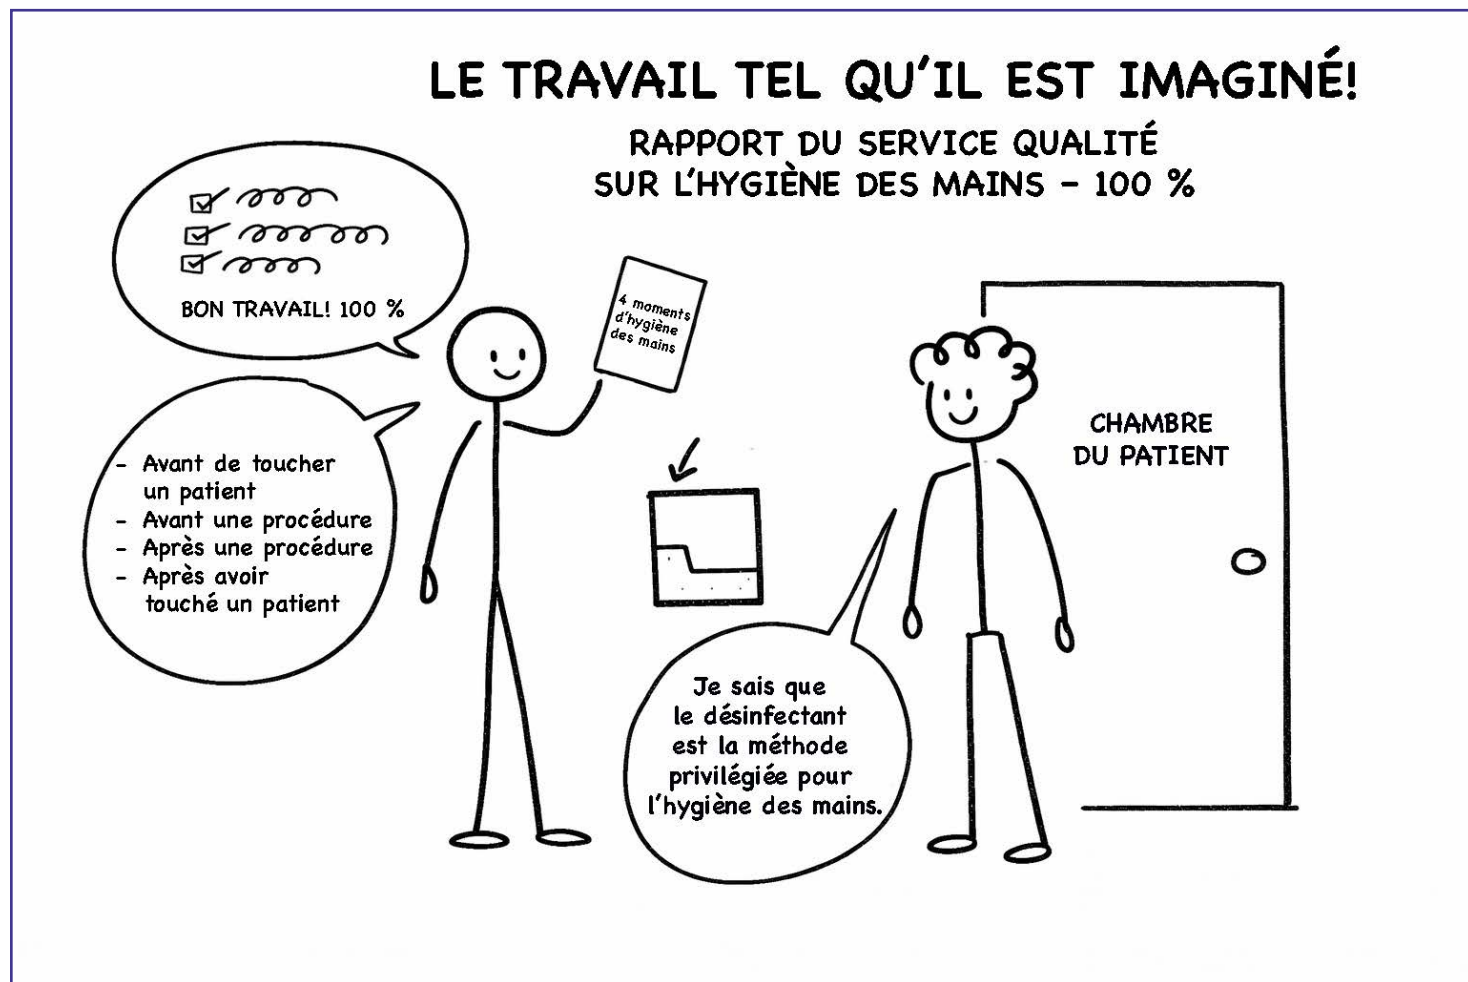 LE TRAVAIL TEL QU'IL EST IMAGINÉ!
RAPPORT DU SERVICE QUALITÉ
SUR L'HYGIÈNE DES MAINS – 100 %
BON TRAVAIL! 100 %
4 moments
d'hygiène
des mains
- Avant de toucher
un patient
- Avant une procédure
- Après une procédure
- Après avoir
touché un patient
CHAMBRE
DU PATIENT
Je sais que
le désinfectant
est la méthode
privilégiée pour
l'hygiène des mains.